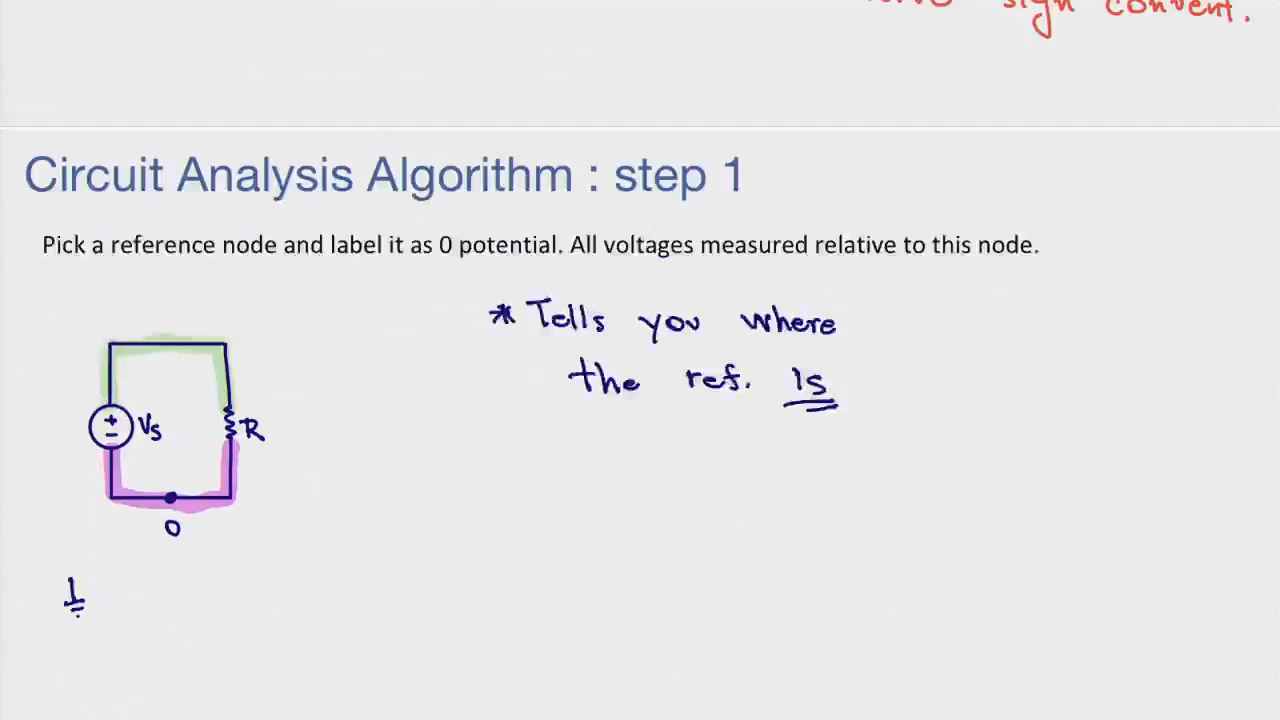 sign convent.
Circuit Analysis Algorithm : step 1
Pick a reference node and label it as 0 potential. All voltages measured relative to this node.
* Tells you where
the ref. is
+
- Vs
R
0